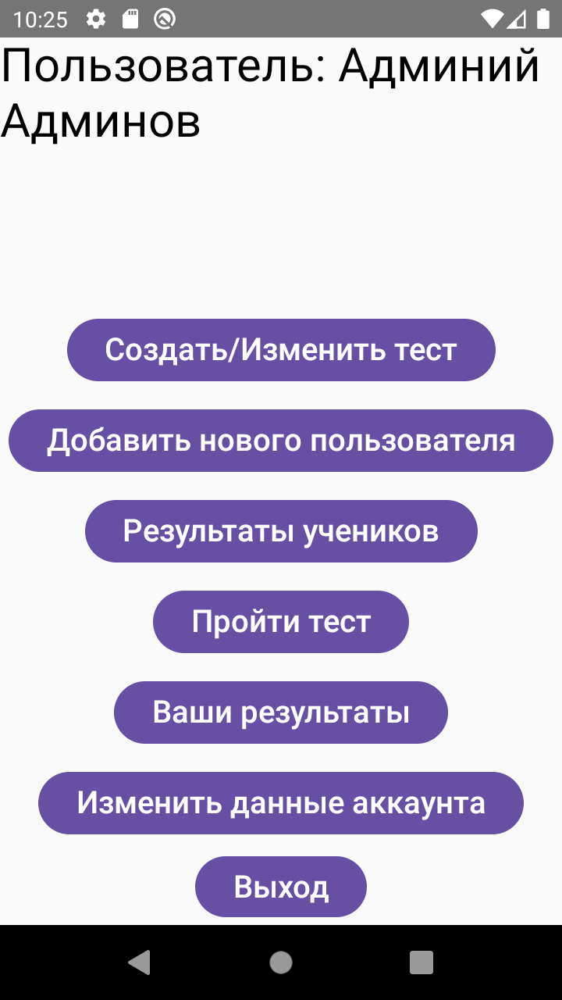 10:25
Пользователь: Админий
Админов
Создать/Изменить тест
Добавить нового пользователя
Результаты учеников
Пройти тест
Ваши результаты
Изменить данные аккаунта
Выход